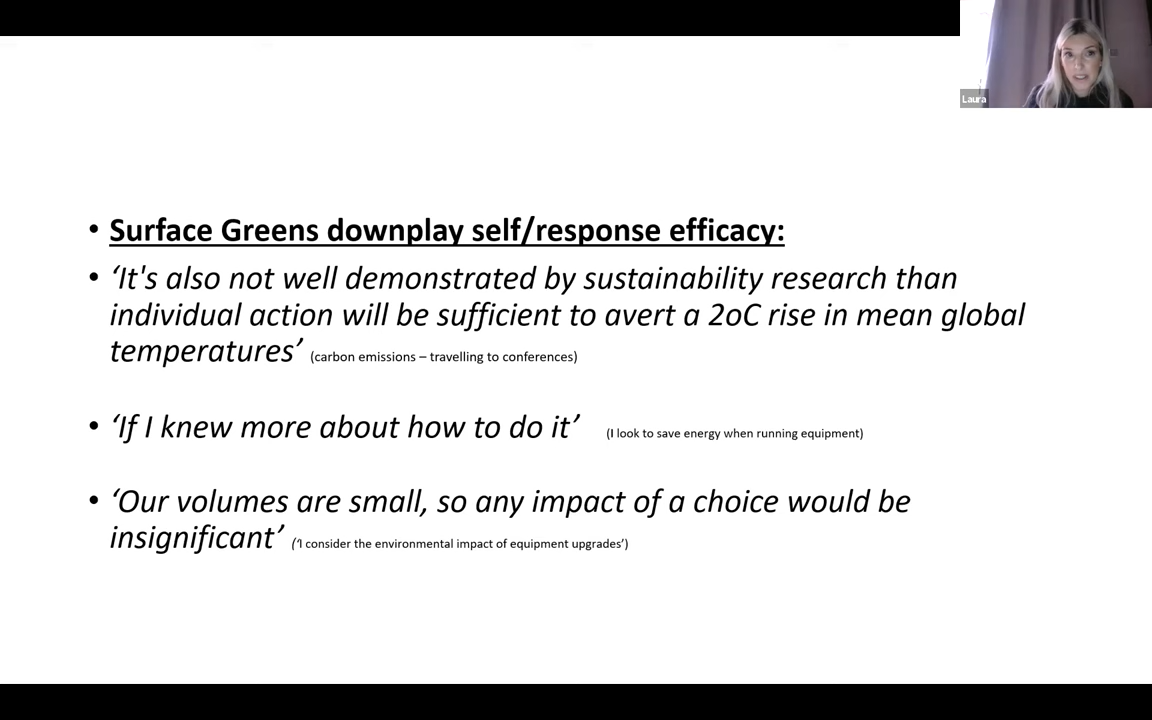 Laura
• Surface Greens downplay self/response efficacy:
• ‘It's also not well demonstrated by sustainability research than
individual action will be sufficient to avert a 2oC rise in mean global
temperatures’ (carbon emissions – travelling to conferences)
• ‘If I knew more about how to do it’ (I look to save energy when running equipment)
• ‘Our volumes are small, so any impact of a choice would be
insignificant’ (‘I consider the environmental impact of equipment upgrades’)